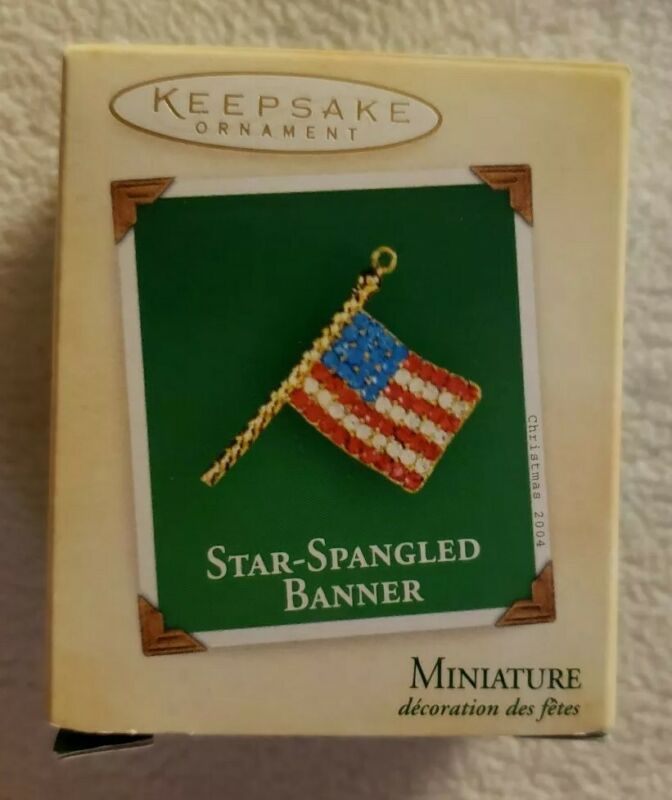 KEEPSAKE
ORNAMENT
Christmas 2004
STAR-SPANGLED
BANNER
MINIATURE
décoration des fêtes